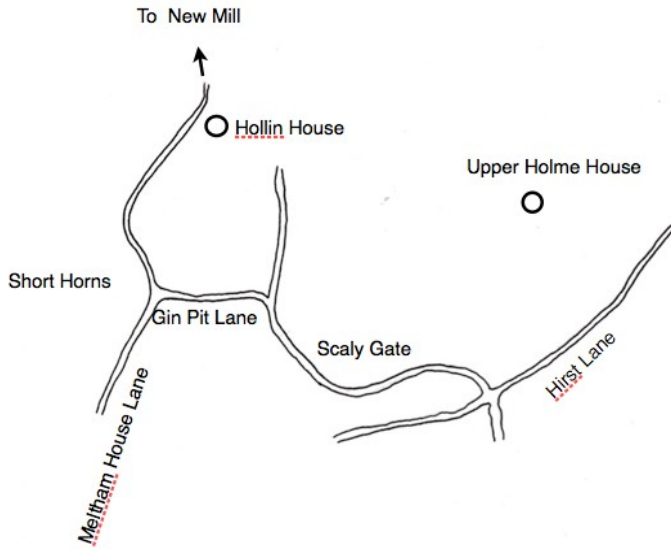 To New Mill
Hollin House
Upper Holme House
Short Horns
Gin Pit Lane
Scaly Gate
Hirst Lane
Meltham House Lane